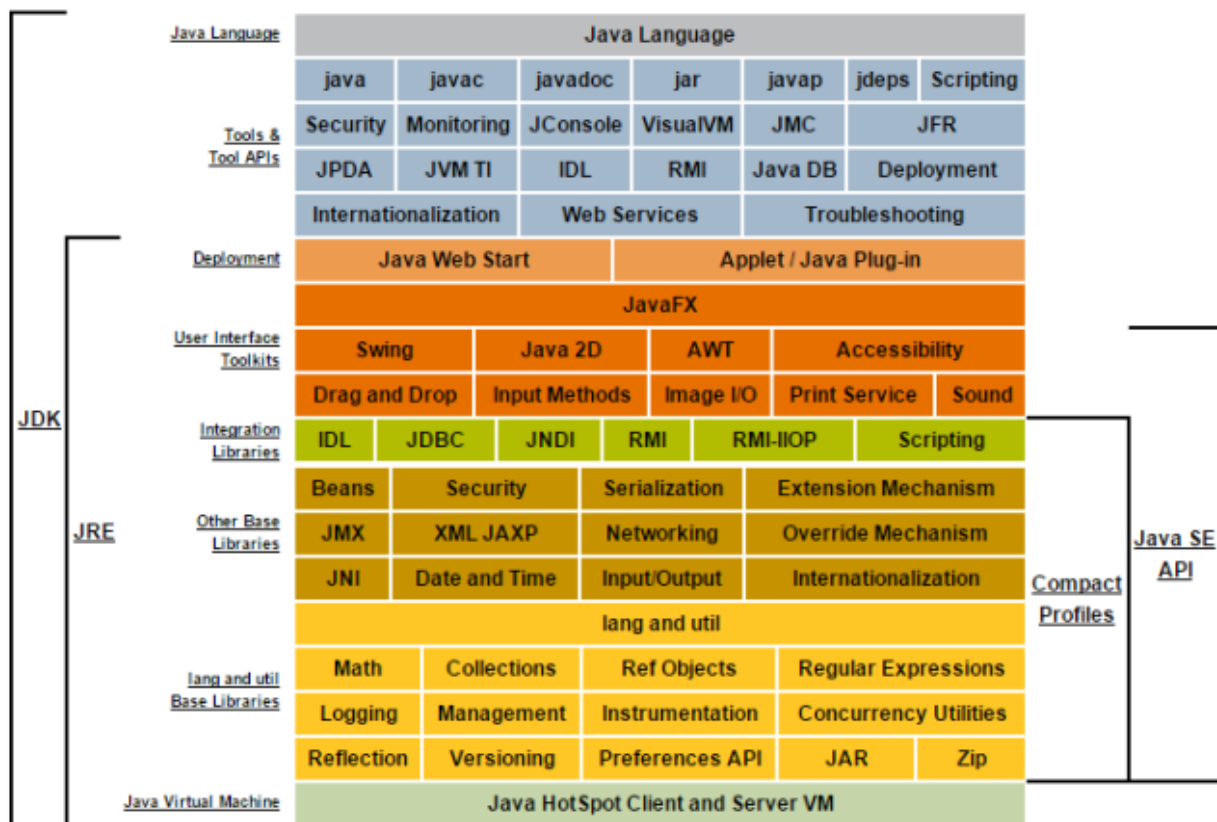 Java Language
Java Language
java javac javadoc jar javap jdeps Scripting
Tools &
Tool APIs
Security Monitoring JConsole VisualVM JMC JFR
JPDA JVM TI IDL RMI Java DB Deployment
Internationalization Web Services Troubleshooting
Deployment
Java Web Start Applet / Java Plug-in
JavaFX
User Interface
Toolkits
Swing Java 2D AWT Accessibility
Drag and Drop Input Methods Image I/O Print Service Sound
JDK
Integration
Libraries
IDL JDBC JNDI RMI RMI-IIOP Scripting
JRE
Other Base
Libraries
Beans Security Serialization Extension Mechanism
JMX XML JAXP Networking Override Mechanism
JNI Date and Time Input/Output Internationalization
Java SE
API
Compact
Profiles
lang and util
lang and util
Base Libraries
Math Collections Ref Objects Regular Expressions
Logging Management Instrumentation Concurrency Utilities
Reflection Versioning Preferences API JAR Zip
Java Virtual Machine
Java HotSpot Client and Server VM